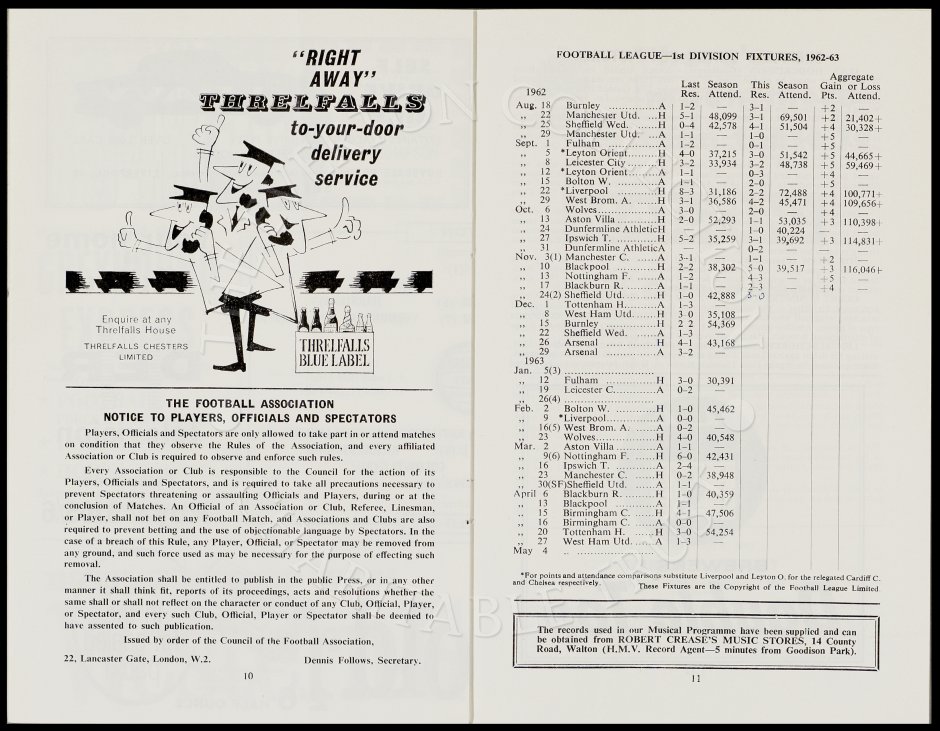 "RIGHT
AWAY"
THRELFALLS
to-your-door
delivery
service
Enquire at any
Threlfalls House
THRELFALLS CHESTERS
LIMITED
THRELFALLS
BLUE LABEL
THE FOOTBALL ASSOCIATION
NOTICE TO PLAYERS, OFFICIALS AND SPECTATORS
Players, Officials and Spectators are only allowed to take part in or attend matches
on condition that they observe the Rules of the Association, and every affiliated
Association or Club is required to observe and enforce such rules.
Every Association or Club is responsible to the Council for the action of its
Players, Officials and Spectators, and is required to take all precautions necessary to
prevent Spectators threatening or assaulting Officials and Players, during or at the
conclusion of Matches. An Official of an Association or Club, Referee, Linesman,
or Player, shall not bet on any Football Match, and Associations and Clubs are also
required to prevent betting and the use of objectionable language by Spectators. In the
case of a breach of this Rule, any Player, Official, or Spectator may be removed from
any ground, and such force used as may be necessary for the purpose of effecting such
removal.
The Association shall be entitled to publish in the public Press, or in any other
manner it shall think fit, reports of its proceedings, acts and resolutions whether the
same shall or shall not reflect on the character or conduct of any Club, Official, Player,
or Spectator, and every such Club, Official, Player or Spectator shall be deemed to
have assented to such publication.
Issued by order of the Council of the Football Association,
22, Lancaster Gate, London, W.2. Dennis Follows, Secretary.
10
FOOTBALL LEAGUE—1st DIVISION FIXTURES, 1962-63
Aggregate
Last Season This Season Gain or Loss
1962 Res. Attend. Res. Attend. Pts. Attend.
Aug. 18 Burnley ............A 1–2 — 3–1 — +2 —
,, 22 Manchester Utd. ...H 5–1 48,099 3–1 69,501 +2 21,402+
,, 25 Sheffield Wed. ......H 0–4 42,578 4–1 51,504 +4 30,328+
,, 29 Manchester Utd. ...A 1–1 — 1–0 — +5 —
Sept. 1 Fulham ............A 1–2 — 0–1 — +5 —
,, 5 *Leyton Orient.........H 4–0 37,215 3–0 51,542 +5 44,665+
,, 8 Leicester City .........H 3–2 33,934 3–2 48,738 +5 59,469+
,, 12 *Leyton Orient.........A 1–1 — 0–3 — +4 —
,, 15 Bolton W. ............A 1–1 — 2–0 — +5 —
,, 22 *Liverpool ............H 8–3 31,186 2–2 72,488 +4 100,771+
,, 29 West Brom. A. ......H 3–1 36,586 4–2 45,471 +4 109,656+
Oct. 6 Wolves...............A 3–0 — 2–0 — +4 —
,, 13 Aston Villa ............H 2–0 52,293 1–1 53,035 +3 110,398+
,, 24 Dunfermline AthleticH 1–0 40,224 —
,, 27 Ipswich T. ............H 5–2 35,259 3–1 39,692 +3 114,831+
,, 31 Dunfermline AthleticA 0–2 —
Nov. 3(1) Manchester C. ......A 3–1 — 1–1 — +2 —
,, 10 Blackpool ............H 2–2 38,302 5–0 39,517 +3 116,046+
,, 13 Nottingham F. ......A 1–2 — 4–3 — +5 —
,, 17 Blackburn R. .........A 1–1 — 2–3 — +4 —
,, 24(2) Sheffield Utd.........H 1–0 42,888
Dec. 1 Tottenham H.........A 1–3 —
,, 8 West Ham Utd.......H 3–0 35,108
,, 15 Burnley ............H 2–2 54,369
,, 22 Sheffield Wed. ......A 1–3 —
,, 26 Arsenal ............H 4–1 43,168
,, 29 Arsenal ............A 3–2 —
1963
Jan. 5(3) ........................
,, 12 Fulham ............H 3–0 30,391
,, 19 Leicester C............A 0–2 —
,, 26(4) ........................
Feb. 2 Bolton W. ............H 1–0 45,462
,, 9 *Liverpool............A 0–0 —
,, 16(5) West Brom. A. ......A 0–2 —
,, 23 Wolves...............H 4–0 40,548
Mar. 2 Aston Villa ............A 1–1 —
,, 9(6) Nottingham F. ......H 6–0 42,431
,, 16 Ipswich T. ............A 2–4 —
,, 23 Manchester C. ......H 0–2 38,948
,, 30(SF)Sheffield Utd. ......A 1–1 —
April 6 Blackburn R. .........H 1–0 40,359
,, 13 Blackpool ............A 1–1 —
,, 15 Birmingham C. ......H 4–1 47,506
,, 16 Birmingham C. ......A 0–0 —
,, 20 Tottenham H. ......H 3–0 54,254
,, 27 West Ham Utd. ......A 1–3 —
May 4 ,, ........................
*For points and attendance comparisons substitute Liverpool and Leyton O. for the relegated Cardiff C.
and Chelsea respectively. These Fixtures are the Copyright of the Football League Limited.
The records used in our Musical Programme have been supplied and can
be obtained from ROBERT CREASE'S MUSIC STORES, 14 County
Road, Walton (H.M.V. Record Agent—5 minutes from Goodison Park).
11